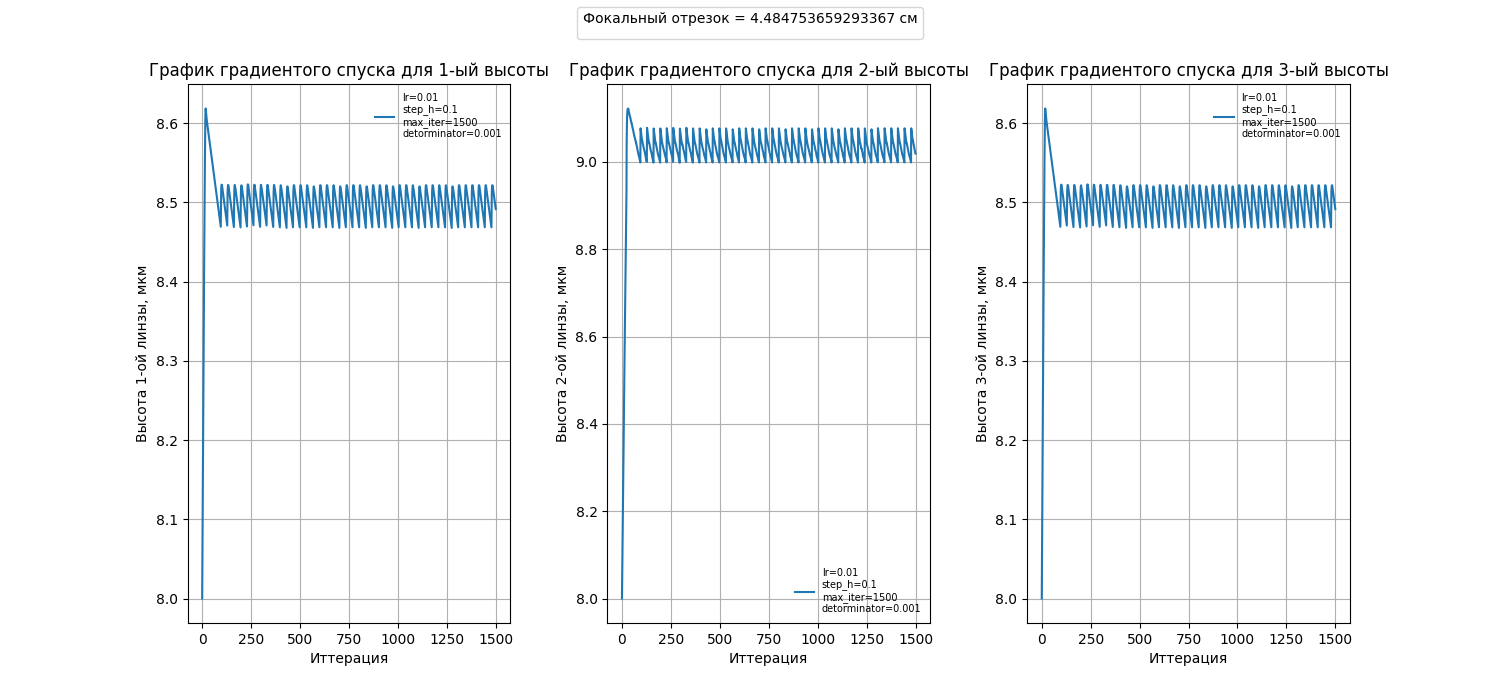 Фокальный отрезок = 4.484753659293367 см
График градиентого спуска для 1-ый высоты
График градиентого спуска для 2-ый высоты
График градиентого спуска для 3-ый высоты
lr=0.01
step_h=0.1
max_iter=1500
detorminator=0.001
8.6
8.5
8.4
8.3
8.2
8.1
8.0
Высота 1-ой линзы, мкм
0 250 500 750 1000 1250 1500
Иттерация
9.0
8.8
8.6
8.4
8.2
8.0
Высота 2-ой линзы, мкм
lr=0.01
step_h=0.1
max_iter=1500
detorminator=0.001
0 250 500 750 1000 1250 1500
Иттерация
lr=0.01
step_h=0.1
max_iter=1500
detorminator=0.001
8.6
8.5
8.4
8.3
8.2
8.1
8.0
Высота 3-ой линзы, мкм
0 250 500 750 1000 1250 1500
Иттерация